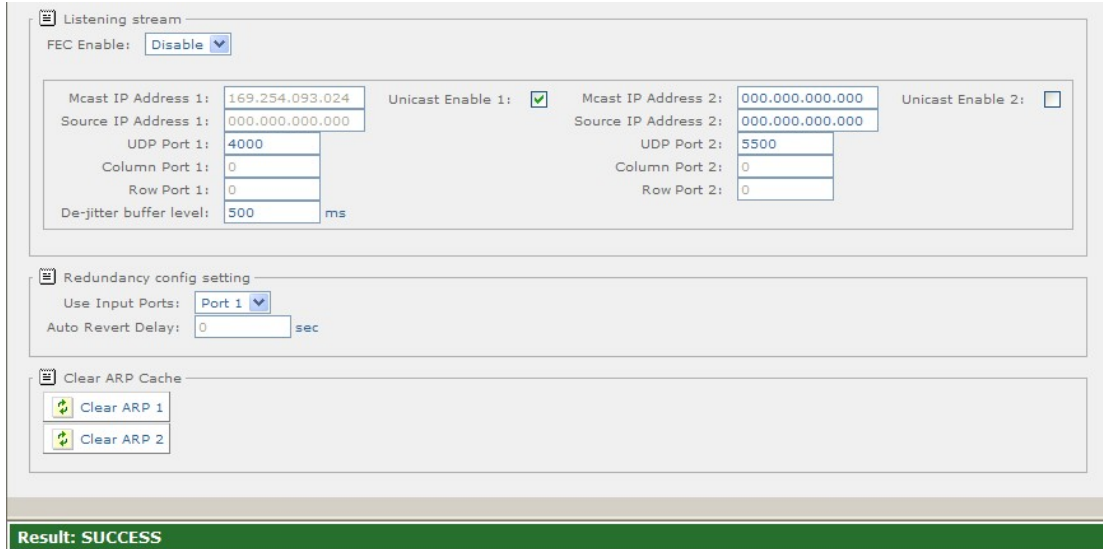 Listening stream
FEC Enable: Disable
Mcast IP Address 1: 169.254.093.024 Unicast Enable 1: Mcast IP Address 2: 000.000.000.000 Unicast Enable 2:
Source IP Address 1: 000.000.000.000 Source IP Address 2: 000.000.000.000
UDP Port 1: 4000 UDP Port 2: 5500
Column Port 1: 0 Column Port 2: 0
Row Port 1: 0 Row Port 2: 0
De-jitter buffer level: 500 ms
Redundancy config setting
Use Input Ports: Port 1
Auto Revert Delay: 0 sec
Clear ARP Cache
Clear ARP 1
Clear ARP 2
Result: SUCCESS